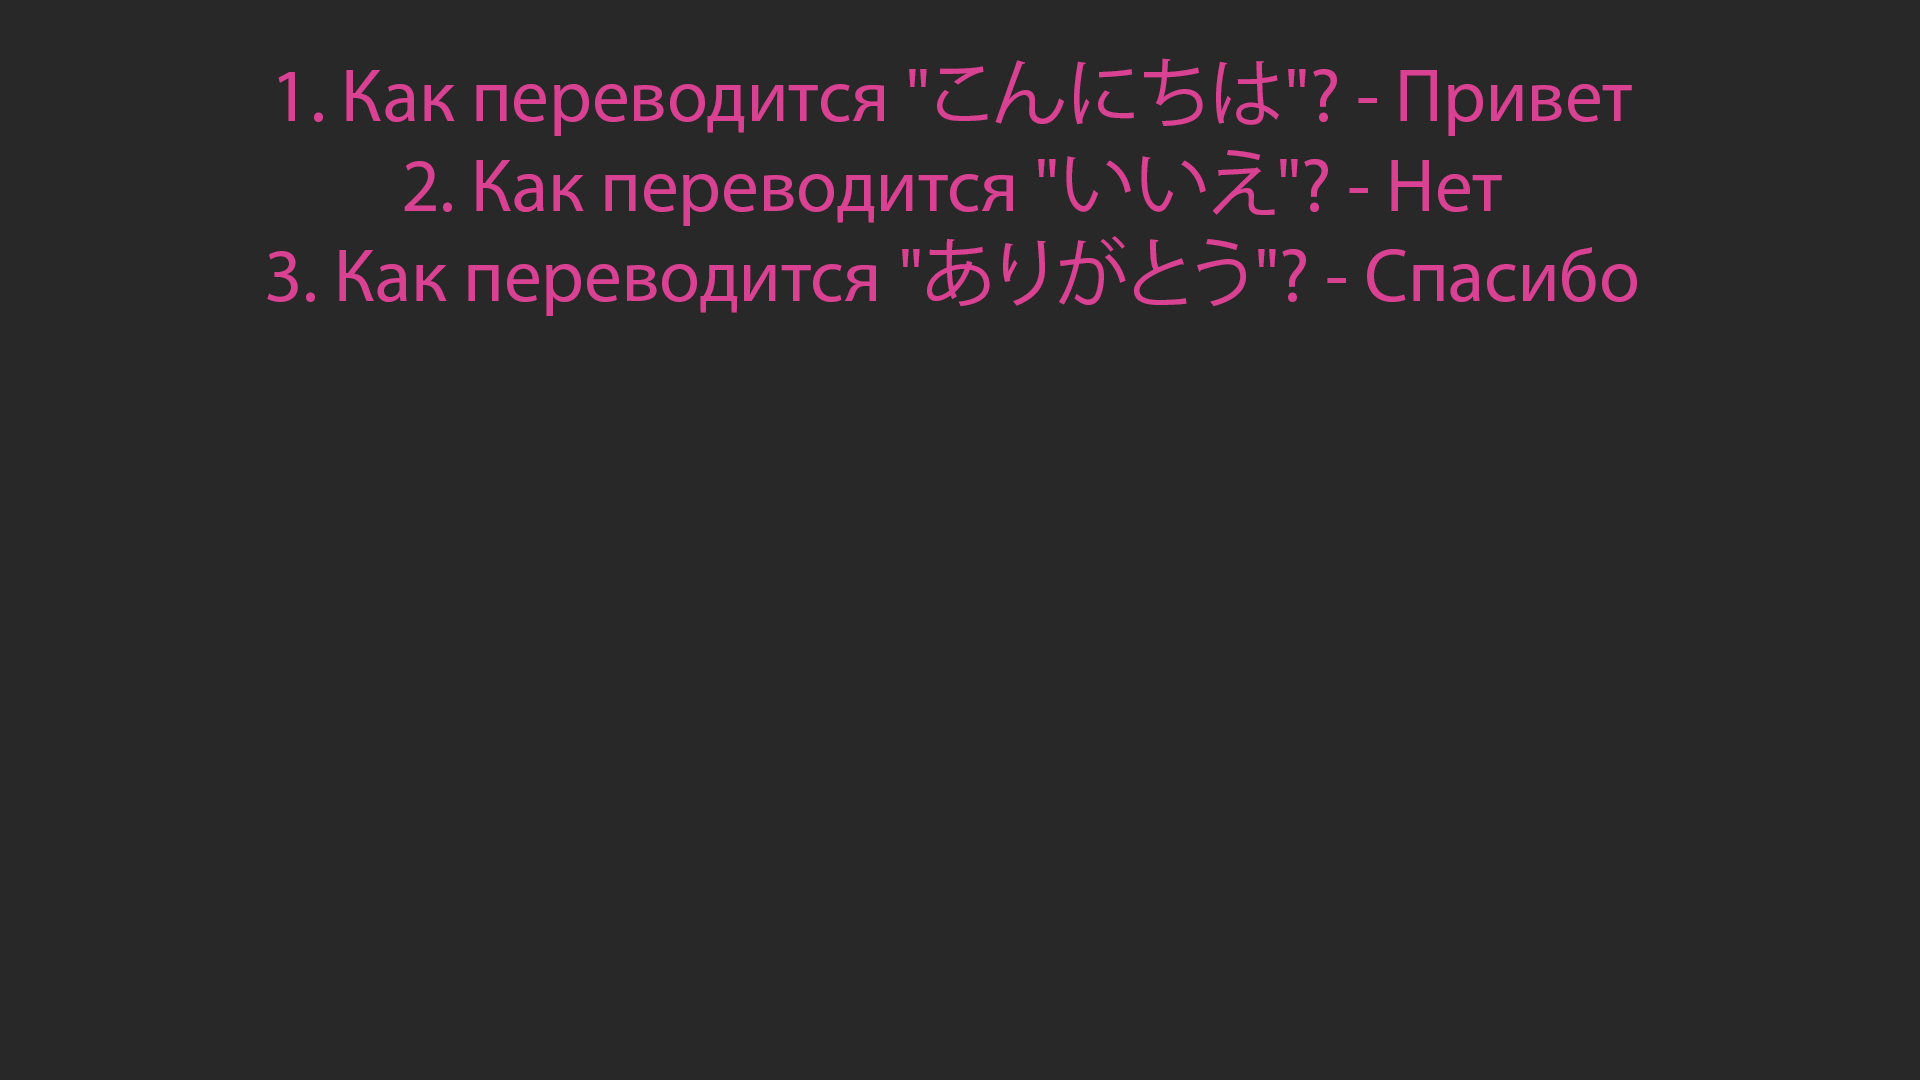 1. Как переводится "こんにちは"? - Привет
2. Как переводится "いいえ"? - Нет
3. Как переводится "ありがとう"? - Спасибо